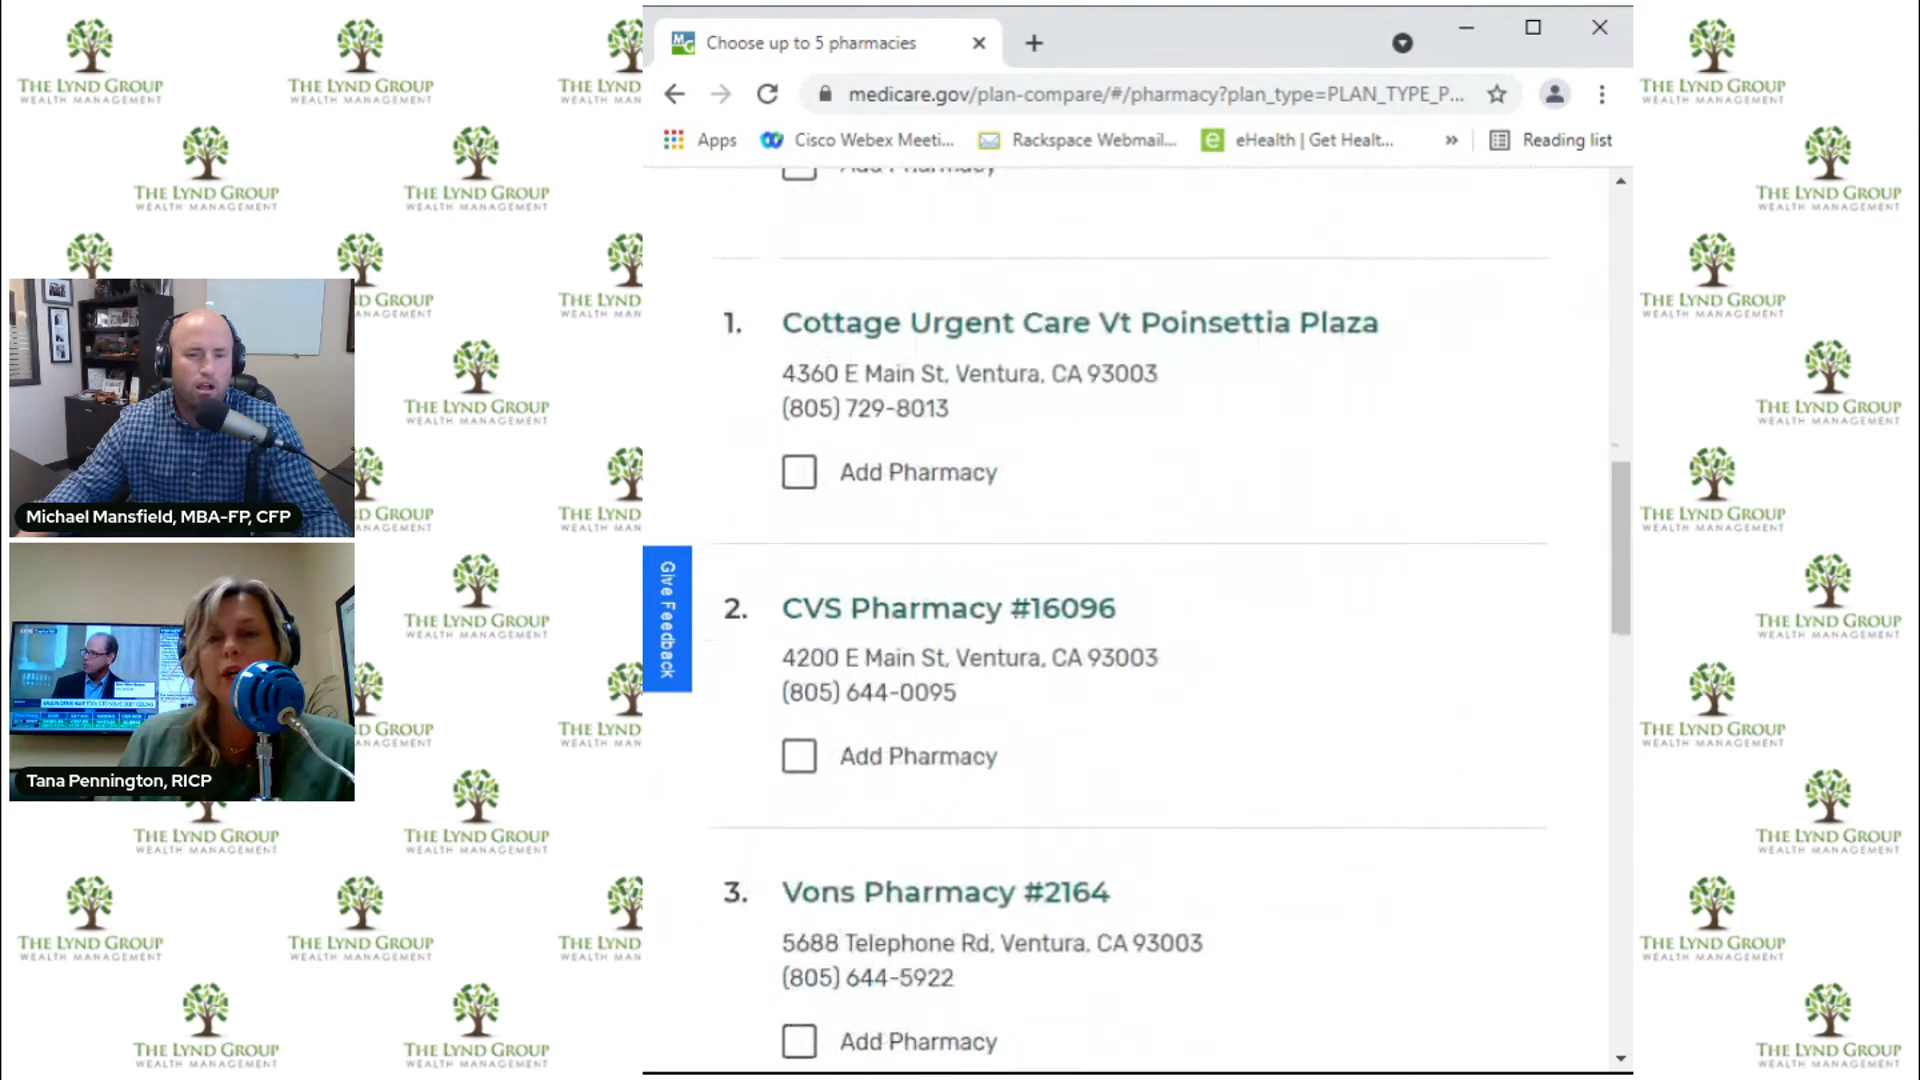 THE LYND GROUP
WEALTH MANAGEMENT
Michael Mansfield, MBA-FP, CFP
Tana Pennington, RICP
Choose up to 5 pharmacies
medicare.gov/plan-compare/#/pharmacy?plan_type=PLAN_TYPE_P...
Apps
Cisco Webex Meeti...
Rackspace Webmail...
eHealth | Get Healt...
Reading list
Add Pharmacy
1. Cottage Urgent Care Vt Poinsettia Plaza
4360 E Main St, Ventura, CA 93003
(805) 729-8013
Add Pharmacy
Give Feedback
2. CVS Pharmacy #16096
4200 E Main St, Ventura, CA 93003
(805) 644-0095
Add Pharmacy
3. Vons Pharmacy #2164
5688 Telephone Rd, Ventura, CA 93003
(805) 644-5922
Add Pharmacy